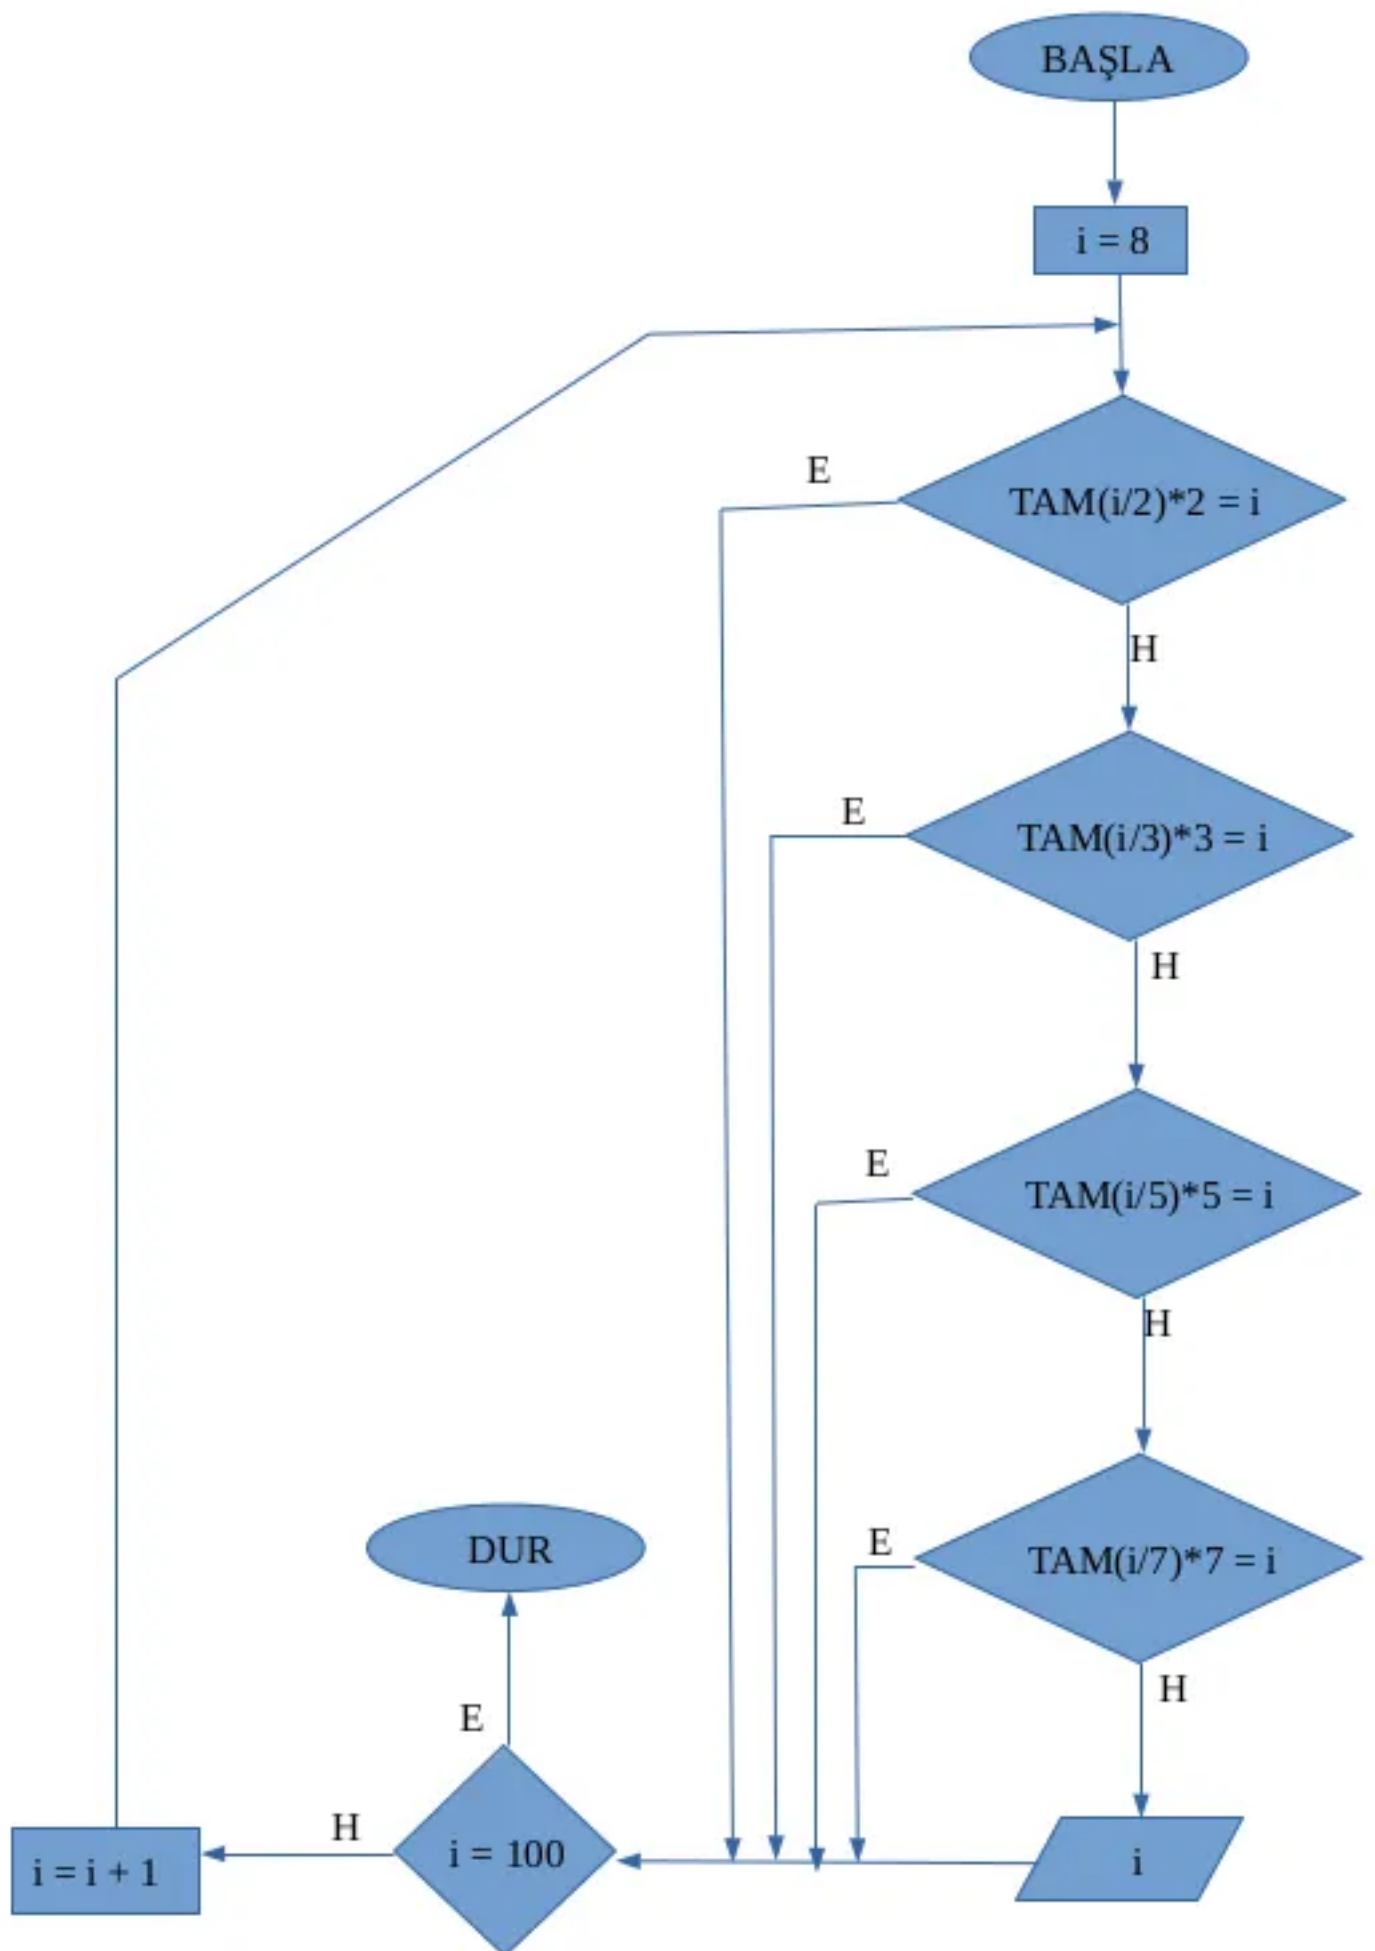 BAŞLA
i = 8
E
TAM(i/2)*2 = i
H
E
TAM(i/3)*3 = i
H
E
TAM(i/5)*5 = i
H
E
TAM(i/7)*7 = i
H
i
i = 100
E
DUR
H
i = i + 1